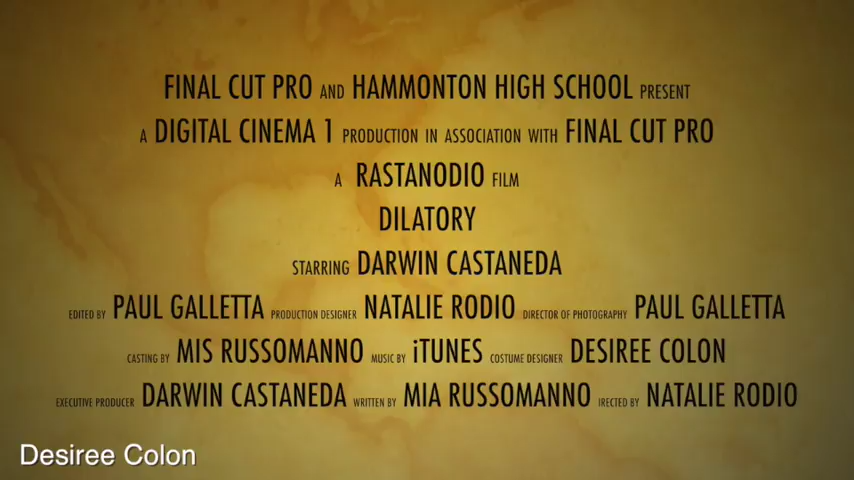 FINAL CUT PRO AND HAMMONTON HIGH SCHOOL PRESENT
A DIGITAL CINEMA 1 PRODUCTION IN ASSOCIATION WITH FINAL CUT PRO
A RASTANODIO FILM
DILATORY
STARRING DARWIN CASTANEDA
EDITED BY PAUL GALLETTA PRODUCTION DESIGNER NATALIE RODIO DIRECTOR OF PHOTOGRAPHY PAUL GALLETTA
CASTING BY MIS RUSSOMANNO MUSIC BY iTUNES COSTUME DESIGNER DESIREE COLON
EXECUTIVE PRODUCER DARWIN CASTANEDA WRITTEN BY MIA RUSSOMANNO IRECTED BY NATALIE RODIO
Desiree Colon